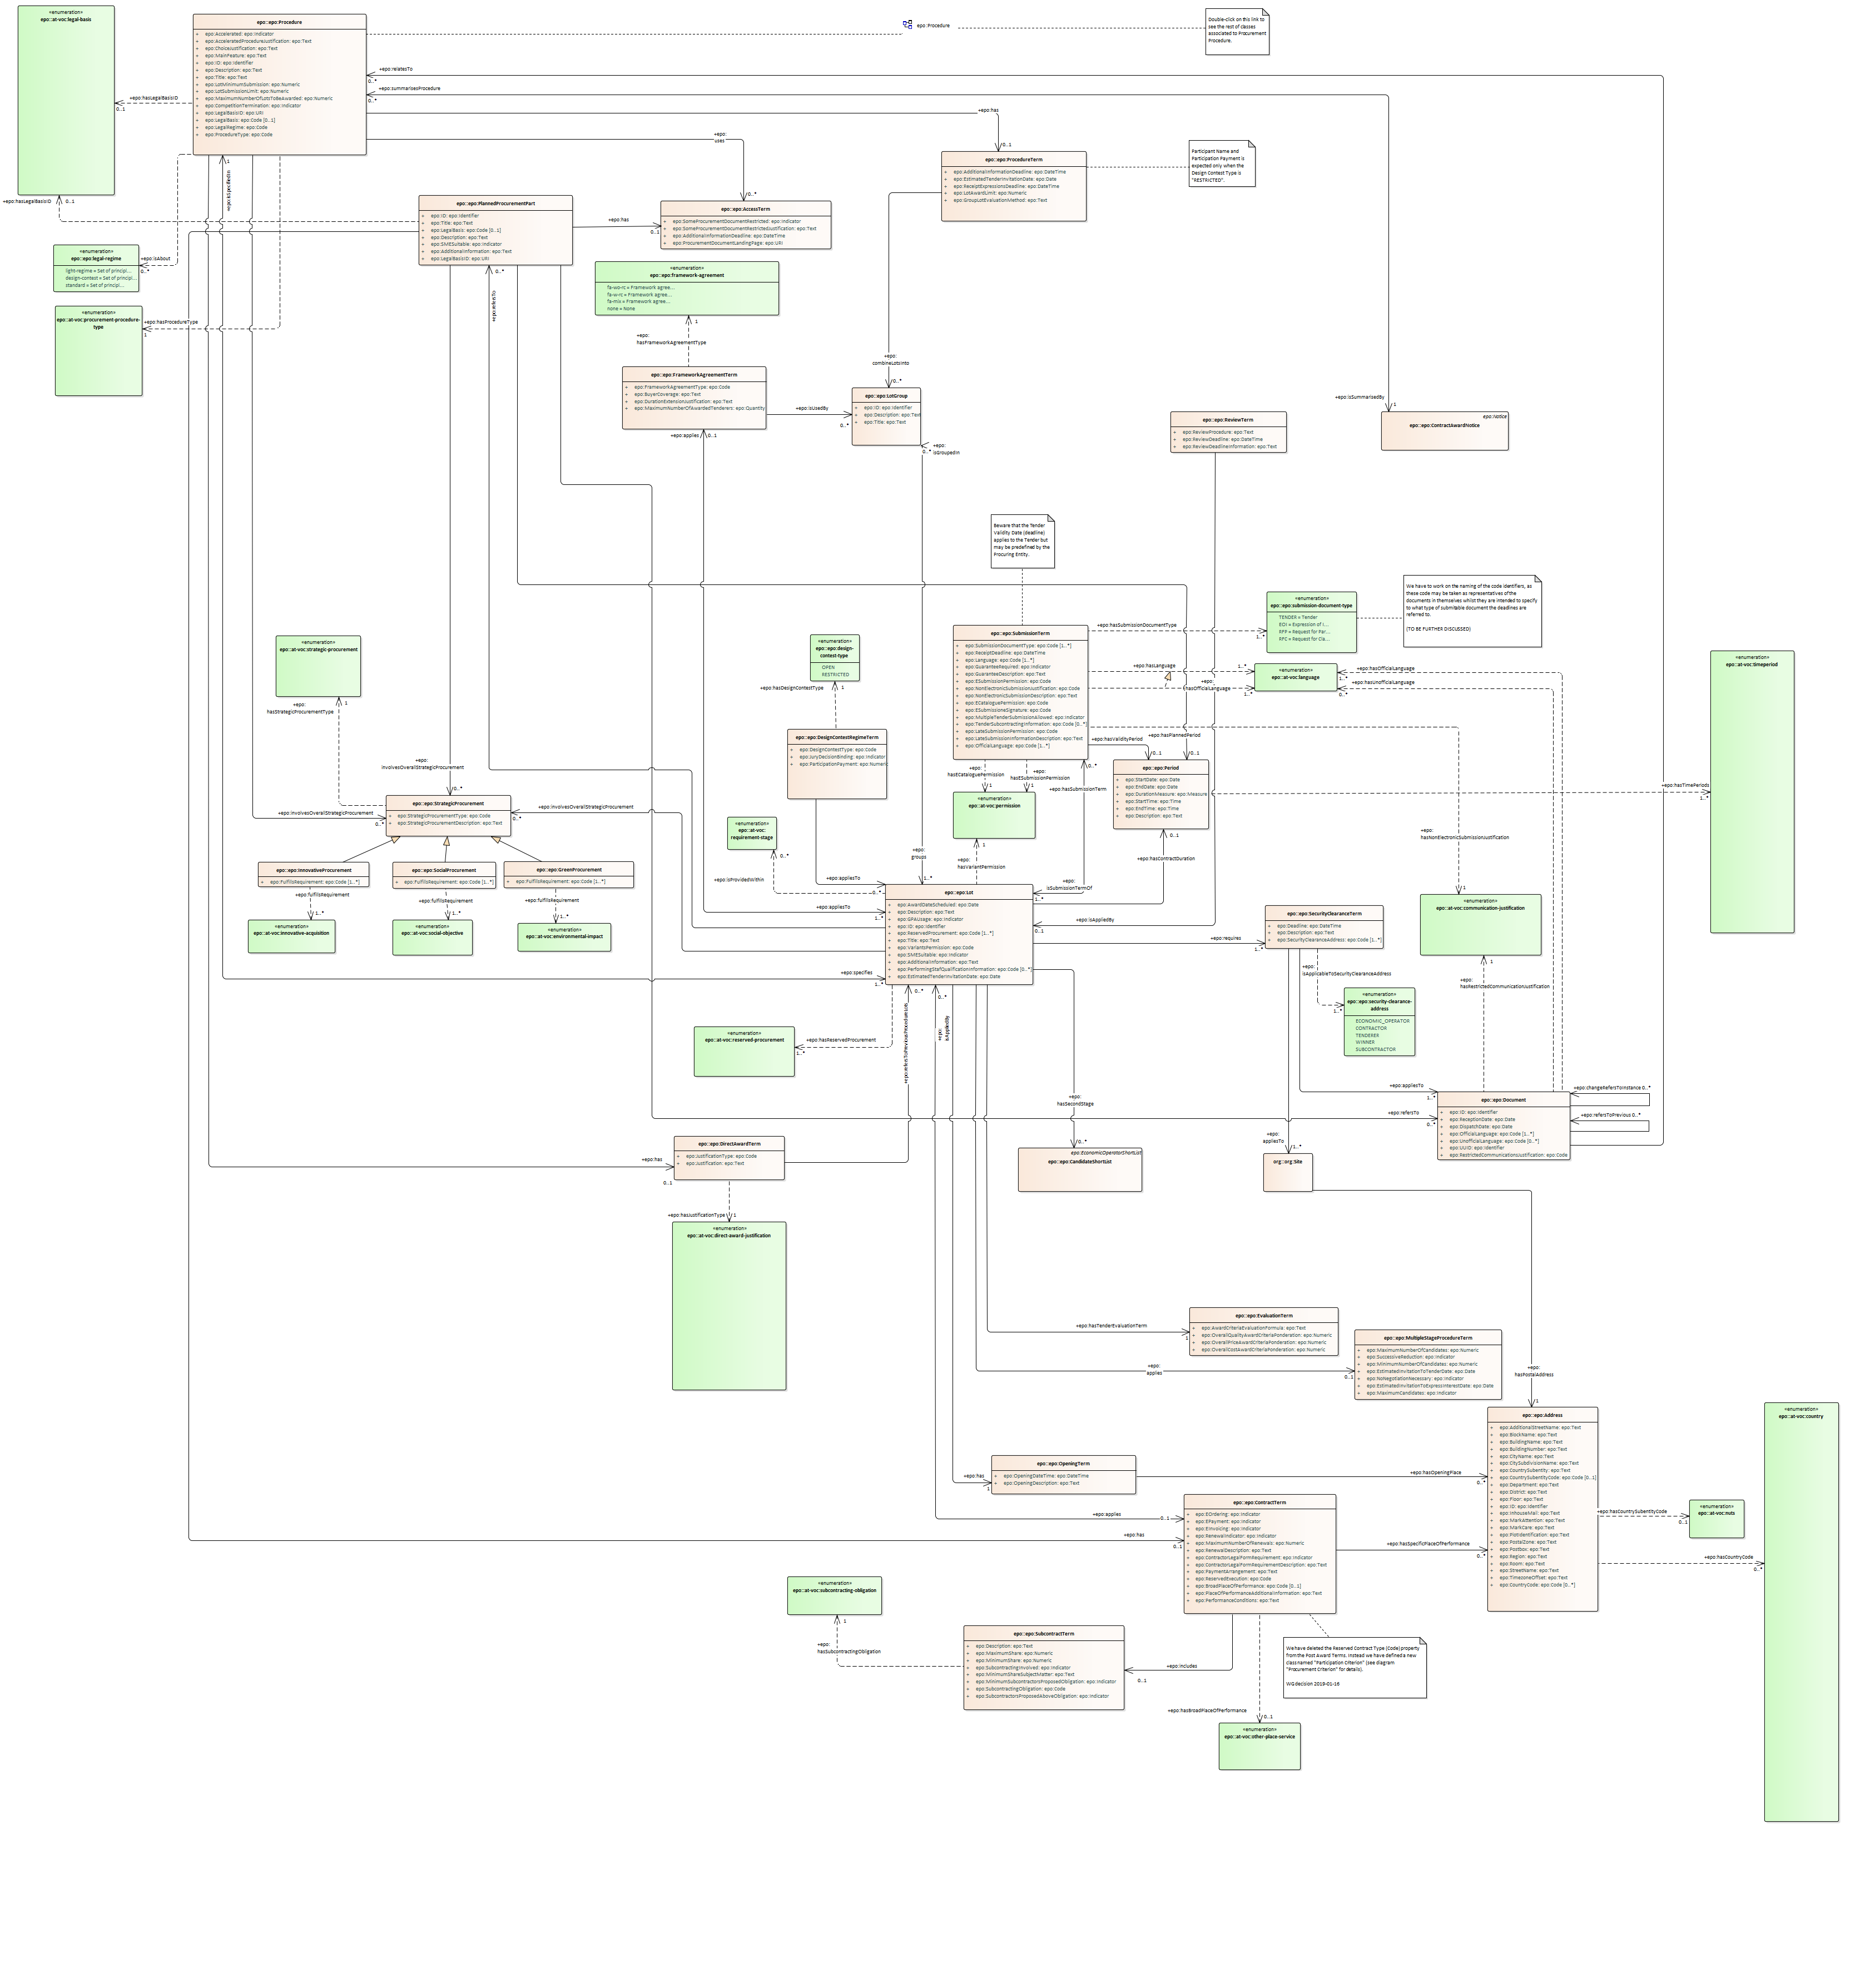 «enumeration»
epo::at-voc:legal-basis
epo::epo:Procedure
+ epo:Accelerated: epo:Indicator
+ epo:AcceleratedProcedureJustification: epo:Text
+ epo:ChoiceJustification: epo:Text
+ epo:MainFeature: epo:Text
+ epo:ID: epo:Identifier
+ epo:Description: epo:Text
+ epo:Title: epo:Text
+ epo:LotMinimumSubmission: epo:Numeric
+ epo:LotSubmissionLimit: epo:Numeric
+ epo:MaximumNumberOfLotsToBeAwarded: epo:Numeric
+ epo:CompetitionTermination: epo:Indicator
+ epo:LegalBasisID: epo:URI
+ epo:LegalBasis: epo:Code [0..1]
+ epo:LegalRegime: epo:Code
+ epo:ProcedureType: epo:Code
epo:Procedure
Double-click on this link to
see the rest of classes
associated to Procurement
Procedure.
+epo:relatesTo
0..*
+epo:summarisesProcedure
0..*
+epo:hasLegalBasisID
0..1
+epo:has
0..1
+epo:
uses
0..*
1
+epo:isSpecifiedIn
+epo:hasLegalBasisID 0..1
epo::epo:ProcedureTerm
+ epo:AdditionalInformationDeadline: epo:DateTime
+ epo:EstimatedTenderInvitationDate: epo:Date
+ epo:ReceiptExpressionsDeadline: epo:DateTime
+ epo:LotAwardLimit: epo:Numeric
+ epo:GroupLotEvaluationMethod: epo:Text
Participant Name and
Participation Payment is
expected only when the
Design Contest Type is
"RESTRICTED".
epo::epo:PlannedProcurementPart
+ epo:ID: epo:Identifier
+ epo:Title: epo:Text
+ epo:LegalBasis: epo:Code [0..1]
+ epo:Description: epo:Text
+ epo:SMESuitable: epo:Indicator
+ epo:AdditionalInformation: epo:Text
+ epo:LegalBasisID: epo:URI
+epo:has
0..1
epo::epo:AccessTerm
+ epo:SomeProcurementDocumentRestricted: epo:Indicator
+ epo:SomeProcurementDocumentRestrictedJustification: epo:Text
+ epo:AdditionalInformationDeadline: epo:DateTime
+ epo:ProcurementDocumentLandingPage: epo:URI
«enumeration»
epo::epo:legal-regime
light-regime = Set of principl...
design-contest = Set of principl...
standard = Set of principl...
+epo:isAbout
0..*
«enumeration»
epo::at-voc:procurement-procedure-
type
+epo:hasProcedureType
1
«enumeration»
epo::epo:framework-agreement
fa-wo-rc = Framework agree...
fa-w-rc = Framework agree...
fa-mix = Framework agree...
none = None
0..*
+epo:refersTo
1
+epo:
hasFrameworkAgreementType
epo::epo:FrameworkAgreementTerm
+ epo:FrameworkAgreementType: epo:Code
+ epo:BuyerCoverage: epo:Text
+ epo:DurationExtensionJustification: epo:Text
+ epo:MaximumNumberOfAwardedTenderers: epo:Quantity
+epo:applies 0..1
+epo:isUsedBy
0..*
+epo:
combineLotsInto
0..*
epo::epo:LotGroup
+ epo:ID: epo:Identifier
+ epo:Description: epo:Text
+ epo:Title: epo:Text
+epo:
0..* isGroupedIn
epo::epo:ReviewTerm
+ epo:ReviewProcedure: epo:Text
+ epo:ReviewDeadline: epo:DateTime
+ epo:ReviewDeadlineInformation: epo:Text
+epo:isSummarisedBy
1
epo:Notice
epo::epo:ContractAwardNotice
Beware that the Tender
Validity Date (deadline)
applies to the Tender but
may be predefined by the
Procuring Entity.
We have to work on the naming of the code identifiers, as
these code may be taken as representatives of the
documents in themselves whilst they are intended to specify
to what type of submitable document the deadlines are
referred to.
(TO BE FURTHER DISCUSSED)
«enumeration»
epo::epo:submission-document-type
TENDER = Tender
EOI = Expression of I...
RFP = Request for Par...
RFC = Request for Cla...
+epo:hasSubmissionDocumentType
1..*
epo::epo:SubmissionTerm
+ epo:SubmissionDocumentType: epo:Code [1..*]
+ epo:ReceiptDeadline: epo:DateTime
+ epo:Language: epo:Code [1..*]
+ epo:GuaranteeRequired: epo:Indicator
+ epo:GuaranteeDescription: epo:Text
+ epo:ESubmissionPermission: epo:Code
+ epo:NonElectronicSubmissionJustification: epo:Code
+ epo:NonElectronicSubmissionDescription: epo:Text
+ epo:ECataloguePermission: epo:Code
+ epo:ESubmissioneSignature: epo:Code
+ epo:MultipleTenderSubmissionAllowed: epo:Indicator
+ epo:TenderSubcontractingInformation: epo:Code [0..*]
+ epo:LateSubmissionPermission: epo:Code
+ epo:LateSubmissionInformationDescription: epo:Text
+ epo:OfficialLanguage: epo:Code [1..*]
+epo:hasLanguage
1..*
+epo:
hasOfficialLanguage
1..*
«enumeration»
epo::at-voc:language
+epo:hasOfficialLanguage
1..*
+epo:hasUnofficialLanguage
0..*
«enumeration»
epo::at-voc:timeperiod
«enumeration»
epo::at-voc:strategic-procurement
+epo:
hasStrategicProcurementType
1
«enumeration»
epo::epo:design-
contest-type
OPEN
RESTRICTED
+epo:hasDesignContestType 1
epo::epo:DesignContestRegimeTerm
+ epo:DesignContestType: epo:Code
+ epo:JuryDecisionBinding: epo:Indicator
+ epo:ParticipationPayment: epo:Numeric
+epo:hasValidityPeriod
0..1
+epo:hasPlannedPeriod
0..1
epo::epo:Period
+ epo:StartDate: epo:Date
+ epo:EndDate: epo:Date
+ epo:DurationMeasure: epo:Measure
+ epo:StartTime: epo:Time
+ epo:EndTime: epo:Time
+ epo:Description: epo:Text
+epo:hasTimePeriods
1..*
+epo:
hasECataloguePermission
1
+epo:
hasESubmissionPermission
1
0..*
+epo:hasSubmissionTerm
«enumeration»
epo::at-voc:permission
1
+epo:
hasVariantPermission
0..1
+epo:hasContractDuration
+epo:
hasNonElectronicSubmissionJustification
1
+epo:
involvesOverallStrategicProcurement
0..*
epo::epo:StrategicProcurement
+ epo:StrategicProcurementType: epo:Code
+ epo:StrategicProcurementDescription: epo:Text
+epo:involvesOverallStrategicProcurement
0..*
+epo:involvesOverallStrategicProcurement
0..*
epo::epo:InnovativeProcurement
+ epo:FulfillsRequirement: epo:Code [1..*]
epo::epo:SocialProcurement
+ epo:FulfillsRequirement: epo:Code [1..*]
epo::epo:GreenProcurement
+ epo:FulfillsRequirement: epo:Code [1..*]
+epo:fulfillsRequirement
1..*
+epo:
fulfillsRequirement
1..*
+epo:
fulfillsRequirement
1..*
«enumeration»
epo::at-voc:innovative-acquisition
«enumeration»
epo::at-voc:social-objective
«enumeration»
epo::at-voc:environmental-impact
«enumeration»
epo::at-voc:
requirement-stage
0..*
+epo:isProvidedWithin
0..*
+epo:appliesTo
+epo:appliesTo
1..*
+epo:
groups
1..*
+epo:
isSubmissionTermOf
1..*
+epo:isAppliedBy
0..1
epo::epo:Lot
+ epo:AwardDateScheduled: epo:Date
+ epo:Description: epo:Text
+ epo:GPAUsage: epo:Indicator
+ epo:ID: epo:Identifier
+ epo:ReservedProcurement: epo:Code [1..*]
+ epo:Title: epo:Text
+ epo:VariantsPermission: epo:Code
+ epo:SMESuitable: epo:Indicator
+ epo:AdditionalInformation: epo:Text
+ epo:PerformingStafQualificationInformation: epo:Code [0..*]
+ epo:EstimatedTenderInvitationDate: epo:Date
+epo:specifies
1..*
+epo:requires
1..*
epo::epo:SecurityClearanceTerm
+ epo:Deadline: epo:DateTime
+ epo:Description: epo:Text
+ epo:SecurityClearanceAddress: epo:Code [1..*]
+epo:
isApplicableToSecurityClearanceAddress
1..*
«enumeration»
epo::epo:security-clearance-
address
ECONOMIC_OPERATOR
CONTRACTOR
TENDERER
WINNER
SUBCONTRACTOR
«enumeration»
epo::at-voc:communication-justification
1
+epo:
hasRestrictedCommunicationJustification
«enumeration»
epo::at-voc:reserved-procurement
+epo:hasReservedProcurement
1..*
0..*
+epo:refersToPreviousProcedureLots
0..*
+epo:
isAppliedBy
+epo:
hasSecondStage
0..*
+epo:appliesTo
1..*
+epo:refersTo
0..*
epo::epo:Document
+ epo:ID: epo:Identifier
+ epo:ReceptionDate: epo:Date
+ epo:DispatchDate: epo:Date
+ epo:OfficialLanguage: epo:Code [1..*]
+ epo:UnofficialLanguage: epo:Code [0..*]
+ epo:UUID: epo:Identifier
+ epo:RestrictedCommunicationsJustification: epo:Code
+epo:changeRefersToInstance 0..*
+epo:refersToPrevious 0..*
epo::epo:DirectAwardTerm
+ epo:JustificationType: epo:Code
+ epo:Justification: epo:Text
+epo:has
0..1
+epo:hasJustificationType 1
«enumeration»
epo::at-voc:direct-award-justification
epo:EconomicOperatorShortList
epo::epo:CandidateShortList
+epo:
appliesTo
1..*
org::org:Site
+epo:hasTenderEvaluationTerm
1
epo::epo:EvaluationTerm
+ epo:AwardCriteriaEvaluationFormula: epo:Text
+ epo:OverallQualityAwardCriteriaPonderation: epo:Numeric
+ epo:OverallPriceAwardCriteriaPonderation: epo:Numeric
+ epo:OverallCostAwardCriteriaPonderation: epo:Numeric
+epo:
applies
0..1
epo::epo:MultipleStageProcedureTerm
+ epo:MaximumNumberOfCandidates: epo:Numeric
+ epo:SuccessiveReduction: epo:Indicator
+ epo:MinimumNumberOfCandidates: epo:Numeric
+ epo:EstimatedInvitationToTenderDate: epo:Date
+ epo:NoNegotiationNecessary: epo:Indicator
+ epo:EstimatedInvitationToExpressInterestDate: epo:Date
+ epo:MaximumCandidates: epo:Indicator
+epo:
hasPostalAddress
1
epo::epo:Address
+ epo:AdditionalStreetName: epo:Text
+ epo:BlockName: epo:Text
+ epo:BuildingName: epo:Text
+ epo:BuildingNumber: epo:Text
+ epo:CityName: epo:Text
+ epo:CitySubdivisionName: epo:Text
+ epo:CountrySubentity: epo:Text
+ epo:CountrySubentityCode: epo:Code [0..1]
+ epo:Department: epo:Text
+ epo:District: epo:Text
+ epo:Floor: epo:Text
+ epo:ID: epo:Identifier
+ epo:InhouseMail: epo:Text
+ epo:MarkAttention: epo:Text
+ epo:MarkCare: epo:Text
+ epo:PlotIdentification: epo:Text
+ epo:PostalZone: epo:Text
+ epo:Postbox: epo:Text
+ epo:Region: epo:Text
+ epo:Room: epo:Text
+ epo:StreetName: epo:Text
+ epo:TimezoneOffset: epo:Text
+ epo:CountryCode: epo:Code [0..*]
«enumeration»
epo::at-voc:country
+epo:hasCountrySubentityCode
0..1
«enumeration»
epo::at-voc:nuts
+epo:hasCountryCode
0..*
+epo:has
1
epo::epo:OpeningTerm
+ epo:OpeningDateTime: epo:DateTime
+ epo:OpeningDescription: epo:Text
+epo:hasOpeningPlace
0..*
+epo:applies
0..1
+epo:has
0..1
epo::epo:ContractTerm
+ epo:EOrdering: epo:Indicator
+ epo:EPayment: epo:Indicator
+ epo:EInvoicing: epo:Indicator
+ epo:RenewalIndicator: epo:Indicator
+ epo:MaximumNumberOfRenewals: epo:Numeric
+ epo:RenewalDescription: epo:Text
+ epo:ContractorLegalFormRequirement: epo:Indicator
+ epo:ContractorLegalFormRequirementDescription: epo:Text
+ epo:PaymentArrangement: epo:Text
+ epo:ReservedExecution: epo:Code
+ epo:BroadPlaceOfPerformance: epo:Code [0..1]
+ epo:PlaceOfPerformanceAdditionalInformation: epo:Text
+ epo:PerformanceConditions: epo:Text
+epo:hasSpecificPlaceOfPerformance
0..*
«enumeration»
epo::at-voc:subcontracting-obligation
1
+epo:
hasSubcontractingObligation
epo::epo:SubcontractTerm
+ epo:Description: epo:Text
+ epo:MaximumShare: epo:Numeric
+ epo:MinimumShare: epo:Numeric
+ epo:SubcontractingInvolved: epo:Indicator
+ epo:MinimumShareSubjectMatter: epo:Text
+ epo:MinimumSubcontractorsProposedObligation: epo:Indicator
+ epo:SubcontractingObligation: epo:Code
+ epo:SubcontractorsProposedAboveObligation: epo:Indicator
+epo:includes
0..1
We have deleted the Reserved Contract Type (Code) property
from the Post Award Terms. Instead we have defined a new
class named "Participation Criterion" (see diagram
"Procurement Criterion" for details).
WG decision 2019-01-16
+epo:hasBroadPlaceOfPerformance
0..1
«enumeration»
epo::at-voc:other-place-service